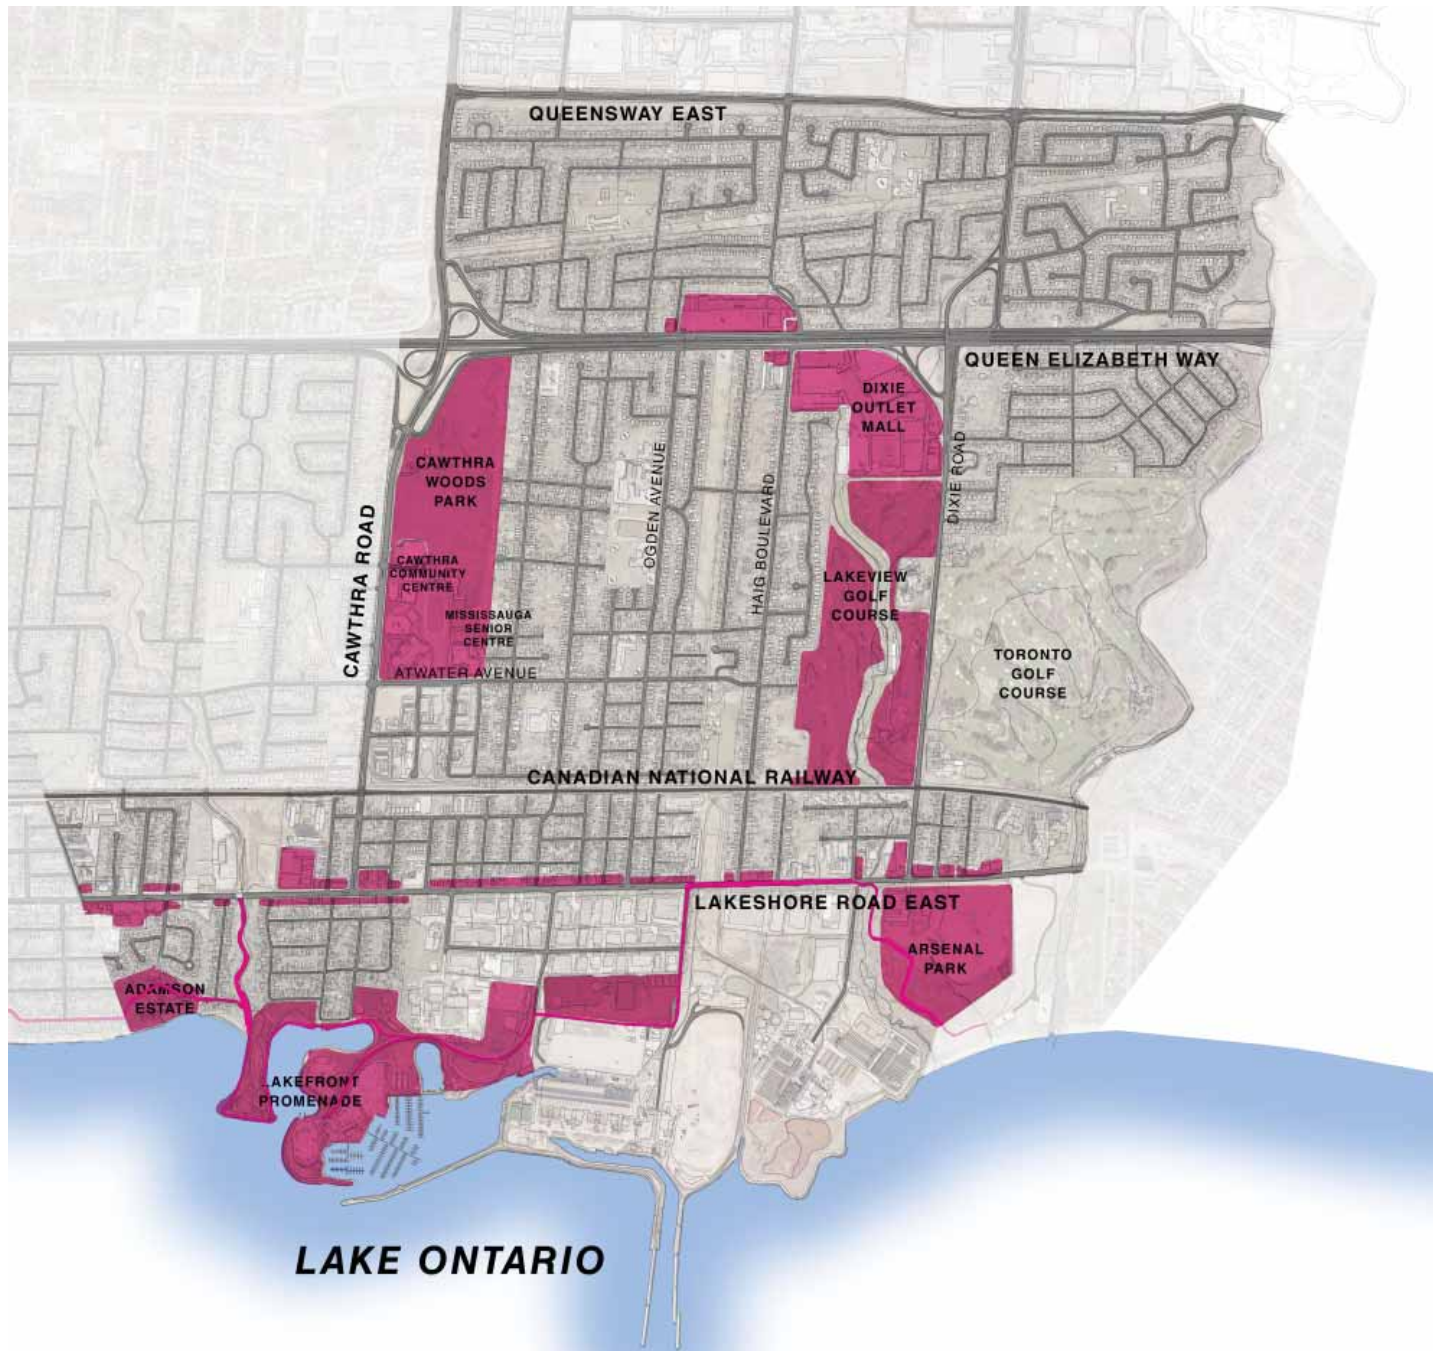 QUEENSWAY EAST
QUEEN ELIZABETH WAY
DIXIE
OUTLET
MALL
CAWTHRA
WOODS
PARK
OGDEN AVENUE
HAIG BOULEVARD
DIXIE ROAD
CAWTHRA ROAD
CAWTHRA
COMMUNITY
CENTRE
LAKEVIEW
GOLF
COURSE
MISSISSAUGA
SENIOR
CENTRE
TORONTO
GOLF
COURSE
ATWATER AVENUE
CANADIAN NATIONAL RAILWAY
LAKESHORE ROAD EAST
ARSENAL
PARK
ADAMSON
ESTATE
LAKEFRONT
PROMENADE
LAKE ONTARIO